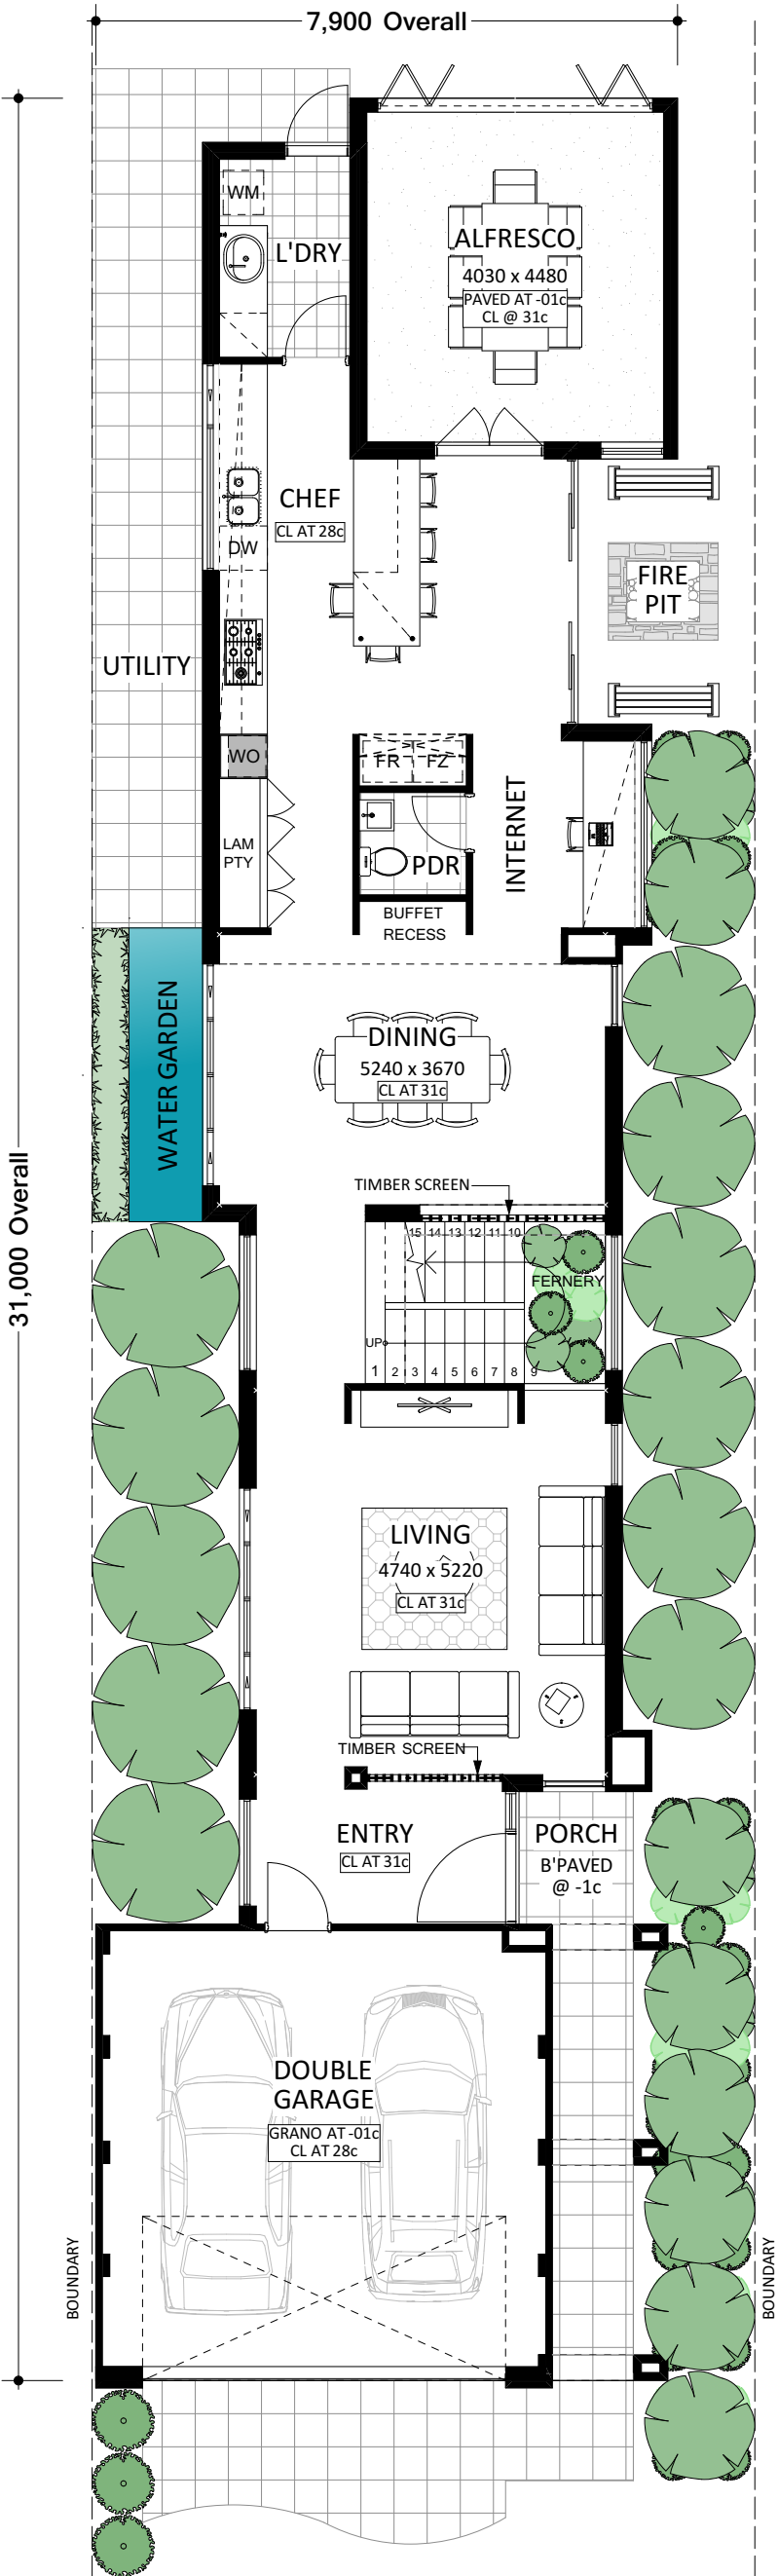 7,900 Overall
31,000 Overall
WM
L'DRY
ALFRESCO
4030 x 4480
PAVED AT -01c
CL @ 31c
CHEF
CL AT 28c
DW
FIRE
PIT
UTILITY
WO
FR FZ
INTERNET
LAM
PTY
PDR
BUFFET
RECESS
WATER GARDEN
DINING
5240 x 3670
CL AT 31c
TIMBER SCREEN
15 14 13 12 11 10
FERNERY
UP
1 2 3 4 5 6 7 8 9
LIVING
4740 x 5220
CL AT 31c
TIMBER SCREEN
ENTRY
CL AT 31c
PORCH
B'PAVED
@ -1c
DOUBLE
GARAGE
GRANO AT -01c
CL AT 28c
BOUNDARY
BOUNDARY